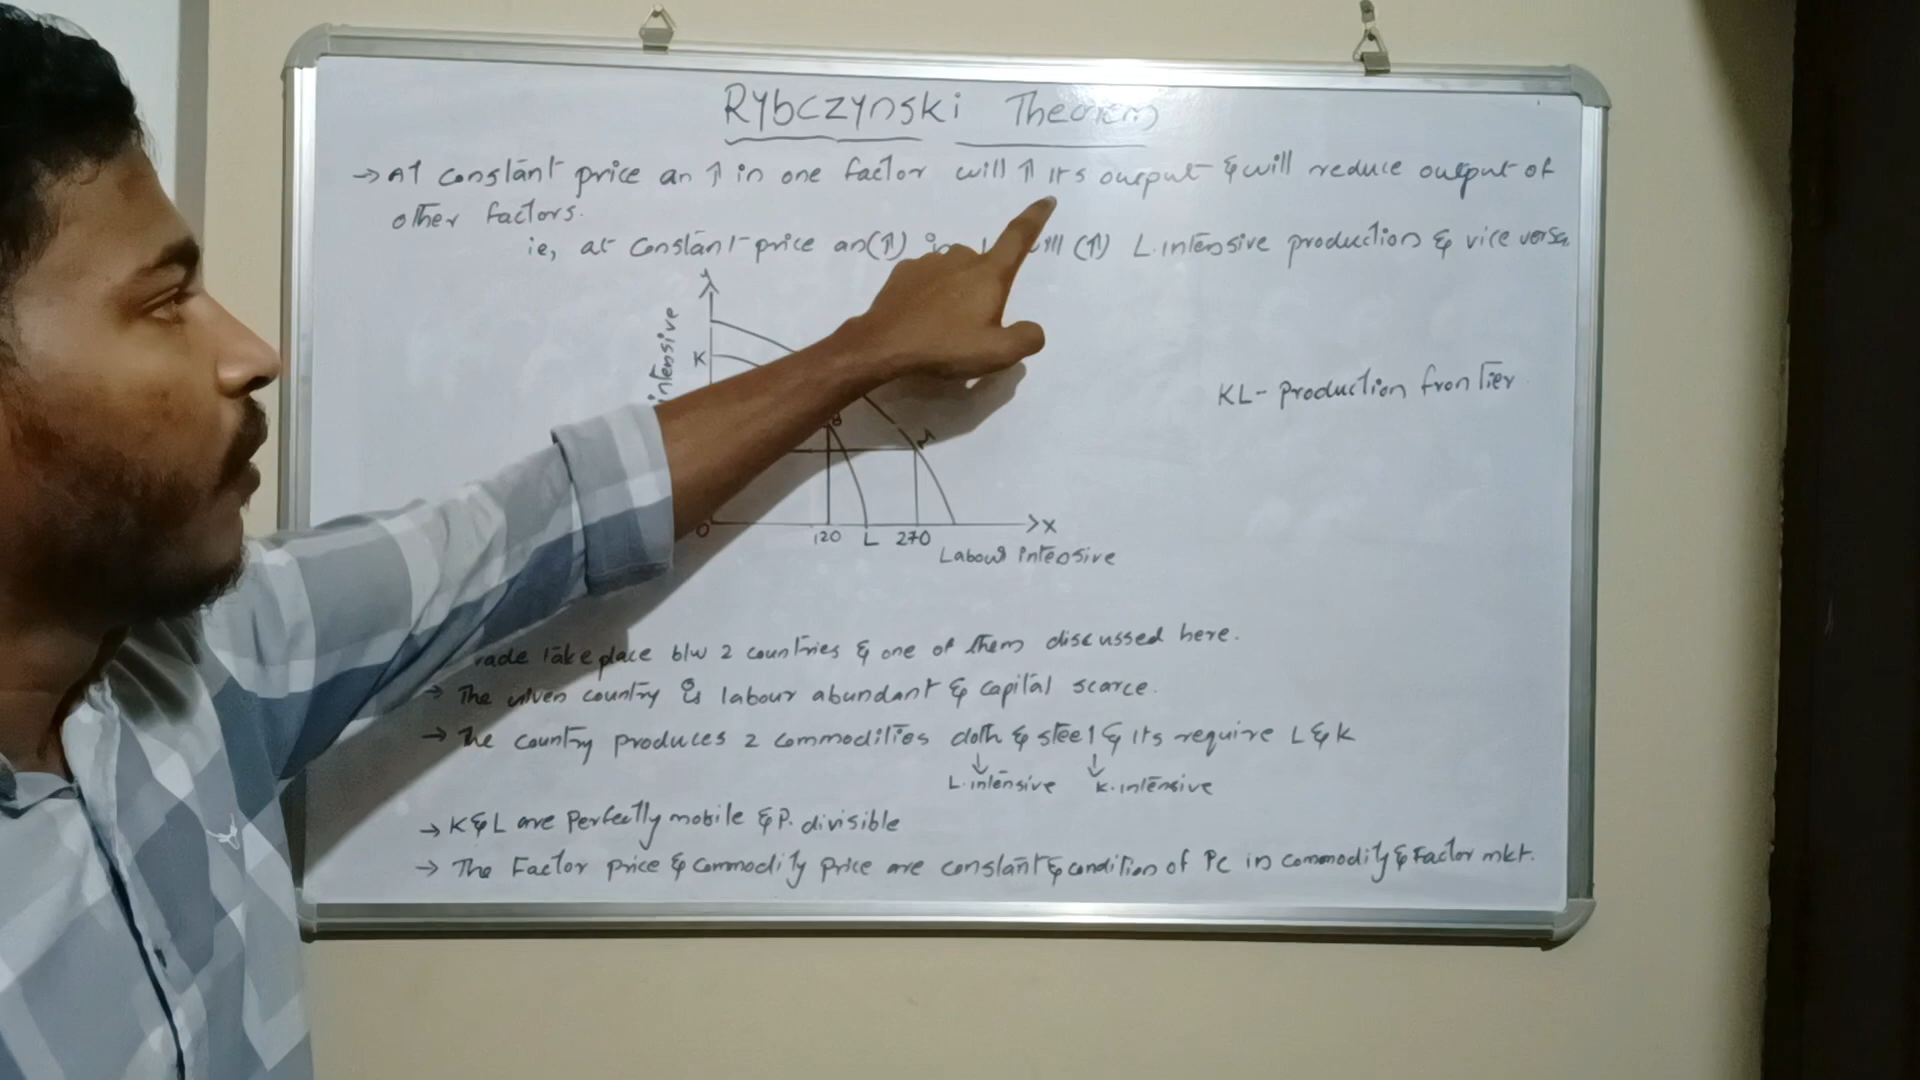 Rybczynski Theorem
→ At constant price an ↑ in one factor will ↑ its output & will reduce output of
other factors.
ie, at constant price an (↑) in will (↑) L. intensive production & vice versa
Y
intensive
K
KL - production frontier
B
M
O
120 L 270
X
Labour intensive
take place b/w 2 countries & one of them discussed here.
→ The given country is labour abundant & capital scarce.
→ The country produces 2 commodities cloth & steel & its require L & K
↓ ↓
L. intensive K. intensive
→ K & L are perfectly mobile & P. divisible
→ The Factor price & commodity price are constant & condition of PC in commodity & Factor mkt.